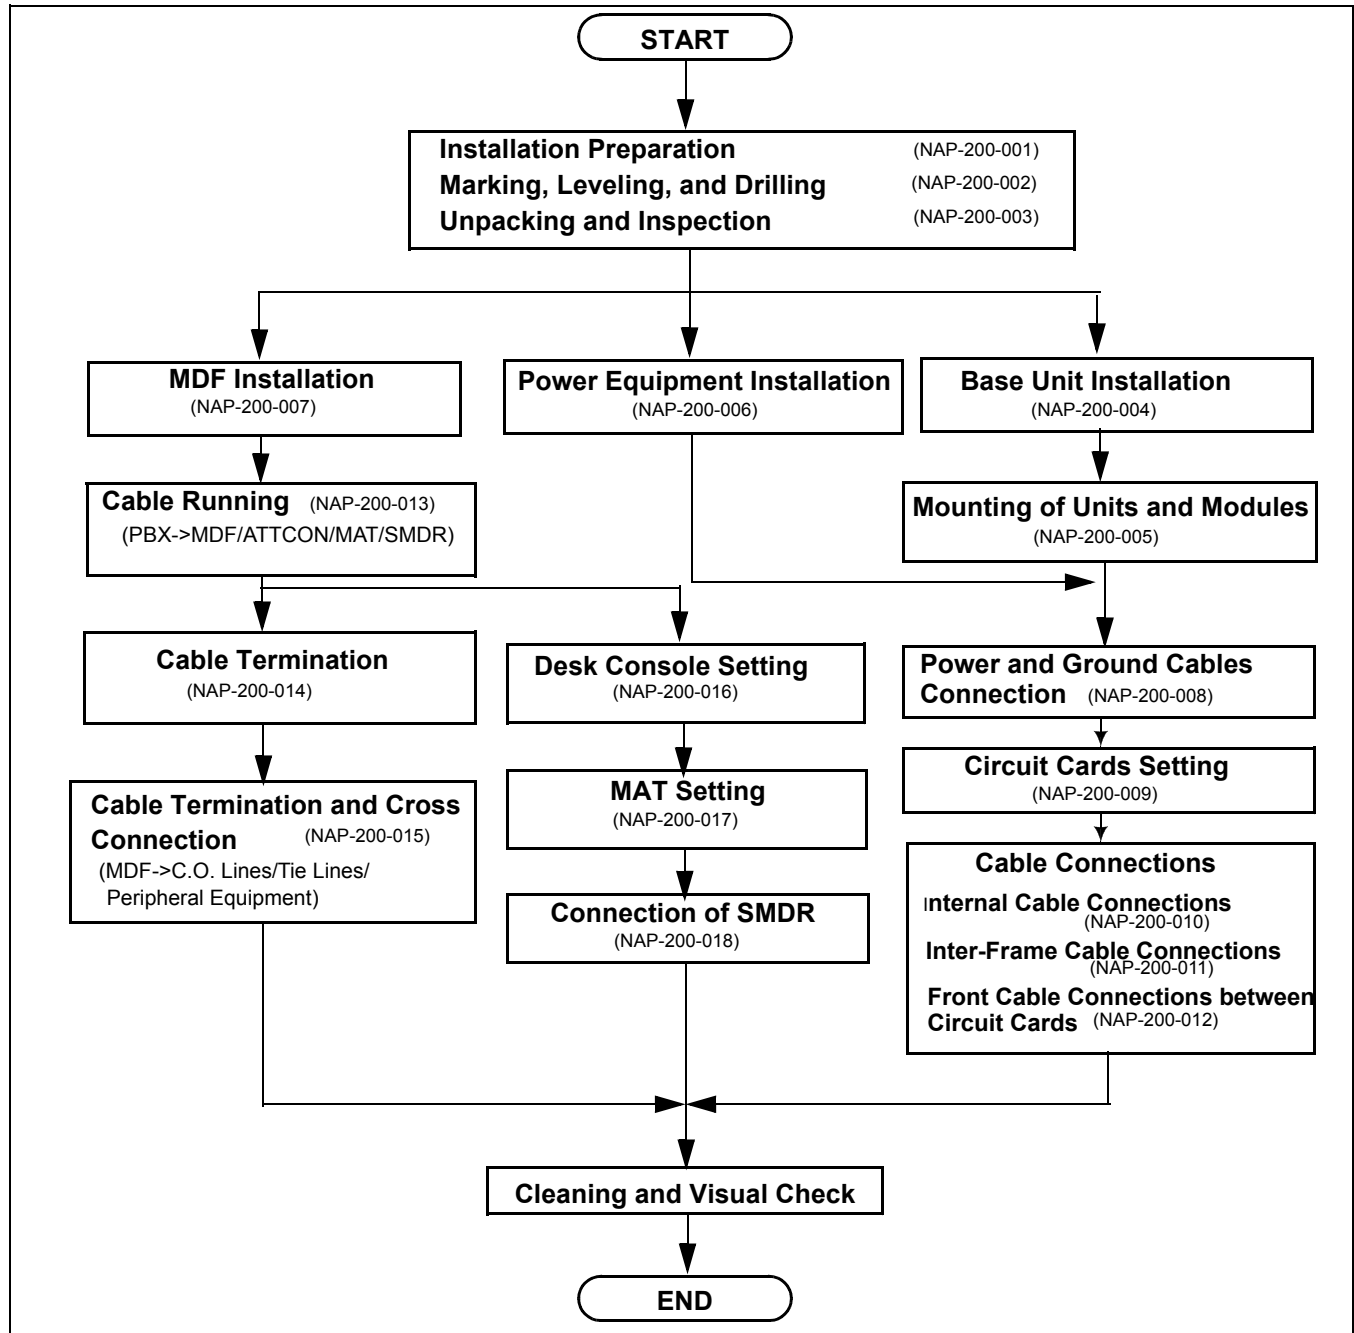 START
Installation Preparation (NAP-200-001)
Marking, Leveling, and Drilling (NAP-200-002)
Unpacking and Inspection (NAP-200-003)
MDF Installation
(NAP-200-007)
Power Equipment Installation
(NAP-200-006)
Base Unit Installation
(NAP-200-004)
Cable Running (NAP-200-013)
(PBX->MDF/ATTCON/MAT/SMDR)
Mounting of Units and Modules
(NAP-200-005)
Cable Termination
(NAP-200-014)
Desk Console Setting
(NAP-200-016)
Power and Ground Cables
Connection (NAP-200-008)
Circuit Cards Setting
(NAP-200-009)
MAT Setting
(NAP-200-017)
Cable Termination and Cross
Connection (NAP-200-015)
(MDF->C.O. Lines/Tie Lines/
Peripheral Equipment)
Connection of SMDR
(NAP-200-018)
Cable Connections
Internal Cable Connections
(NAP-200-010)
Inter-Frame Cable Connections
(NAP-200-011)
Front Cable Connections between
Circuit Cards (NAP-200-012)
Cleaning and Visual Check
END